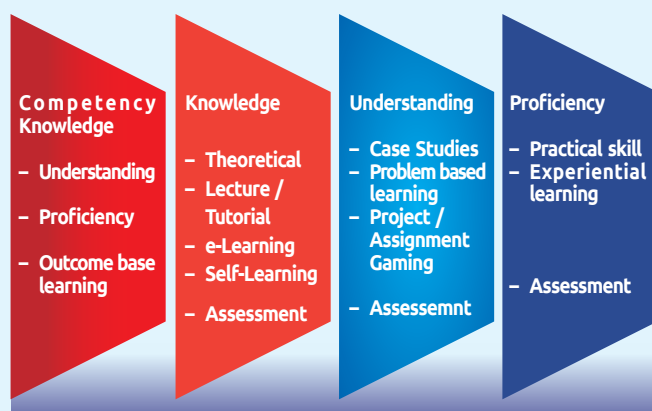 Competency
Knowledge
– Understanding
– Proficiency
– Outcome base
learning
Knowledge
– Theoretical
– Lecture /
Tutorial
– e-Learning
– Self-Learning
– Assessment
Understanding
– Case Studies
– Problem based
learning
– Project /
Assignment
Gaming
– Assessemnt
Proficiency
– Practical skill
– Experiential
learning
– Assessment